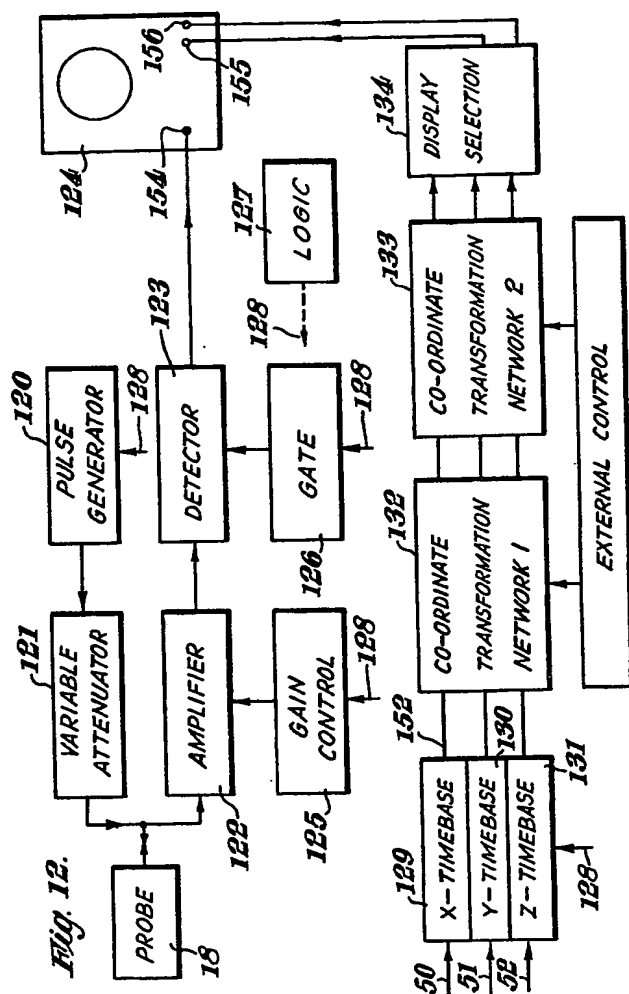 Fig. 12.
PROBE
18
121
VARIABLE
ATTENUATOR
120
PULSE
GENERATOR
128
124
154
155
156
AMPLIFIER
122
123
DETECTOR
GAIN
CONTROL
125
128
GATE
126
128
128
127
LOGIC
50
51
52
129
X-TIMEBASE
Y-TIMEBASE
130
Z-TIMEBASE
131
128
152
132
CO-ORDINATE
TRANSFORMATION
NETWORK 1
133
CO-ORDINATE
TRANSFORMATION
NETWORK 2
134
DISPLAY
SELECTION
EXTERNAL CONTROL